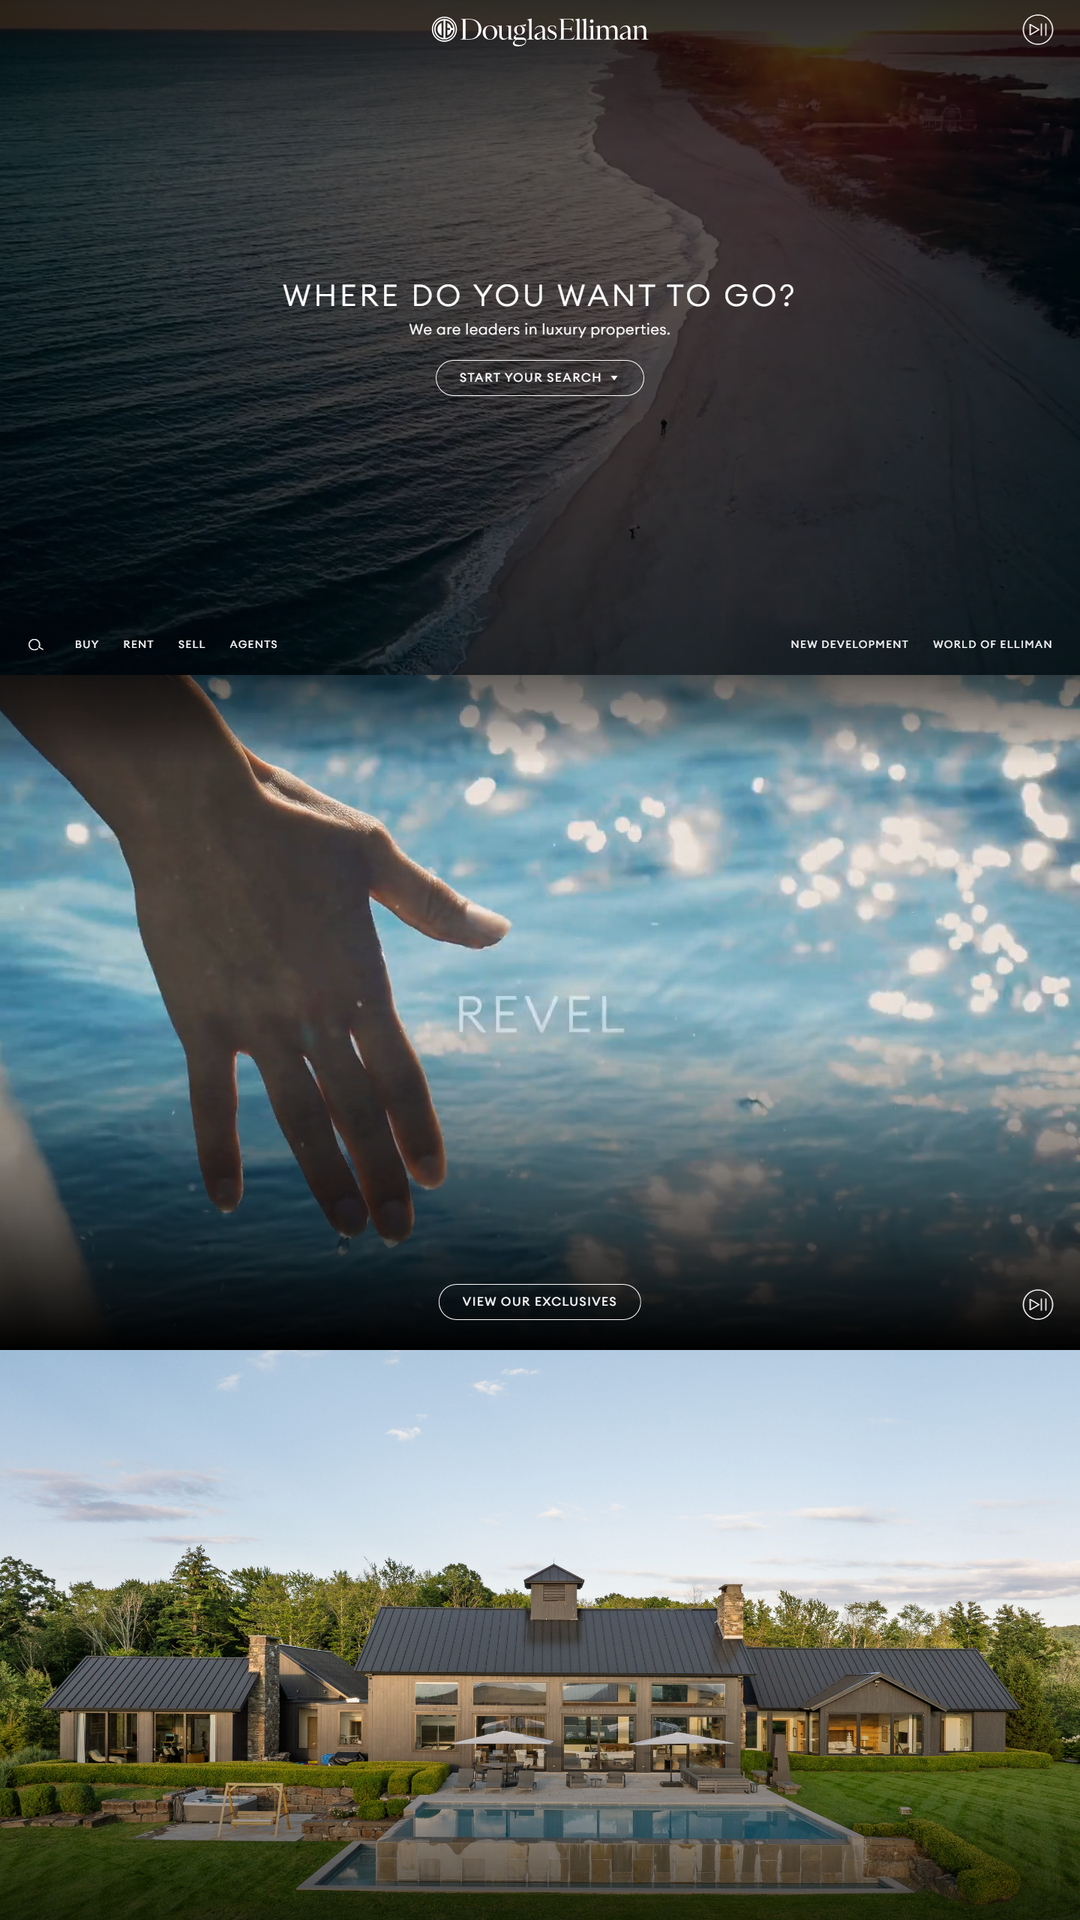 DouglasElliman
WHERE DO YOU WANT TO GO?
We are leaders in luxury properties.
START YOUR SEARCH
BUY RENT SELL AGENTS NEW DEVELOPMENT WORLD OF ELLIMAN
REVEL
VIEW OUR EXCLUSIVES